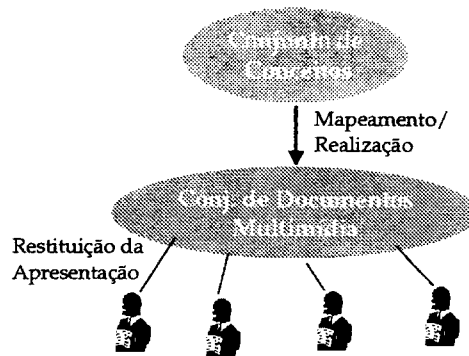 Conjunto de
Conceitos
Mapeamento/
Realização
Conj. de Documentos
Multimídia
Restituição da
Apresentação